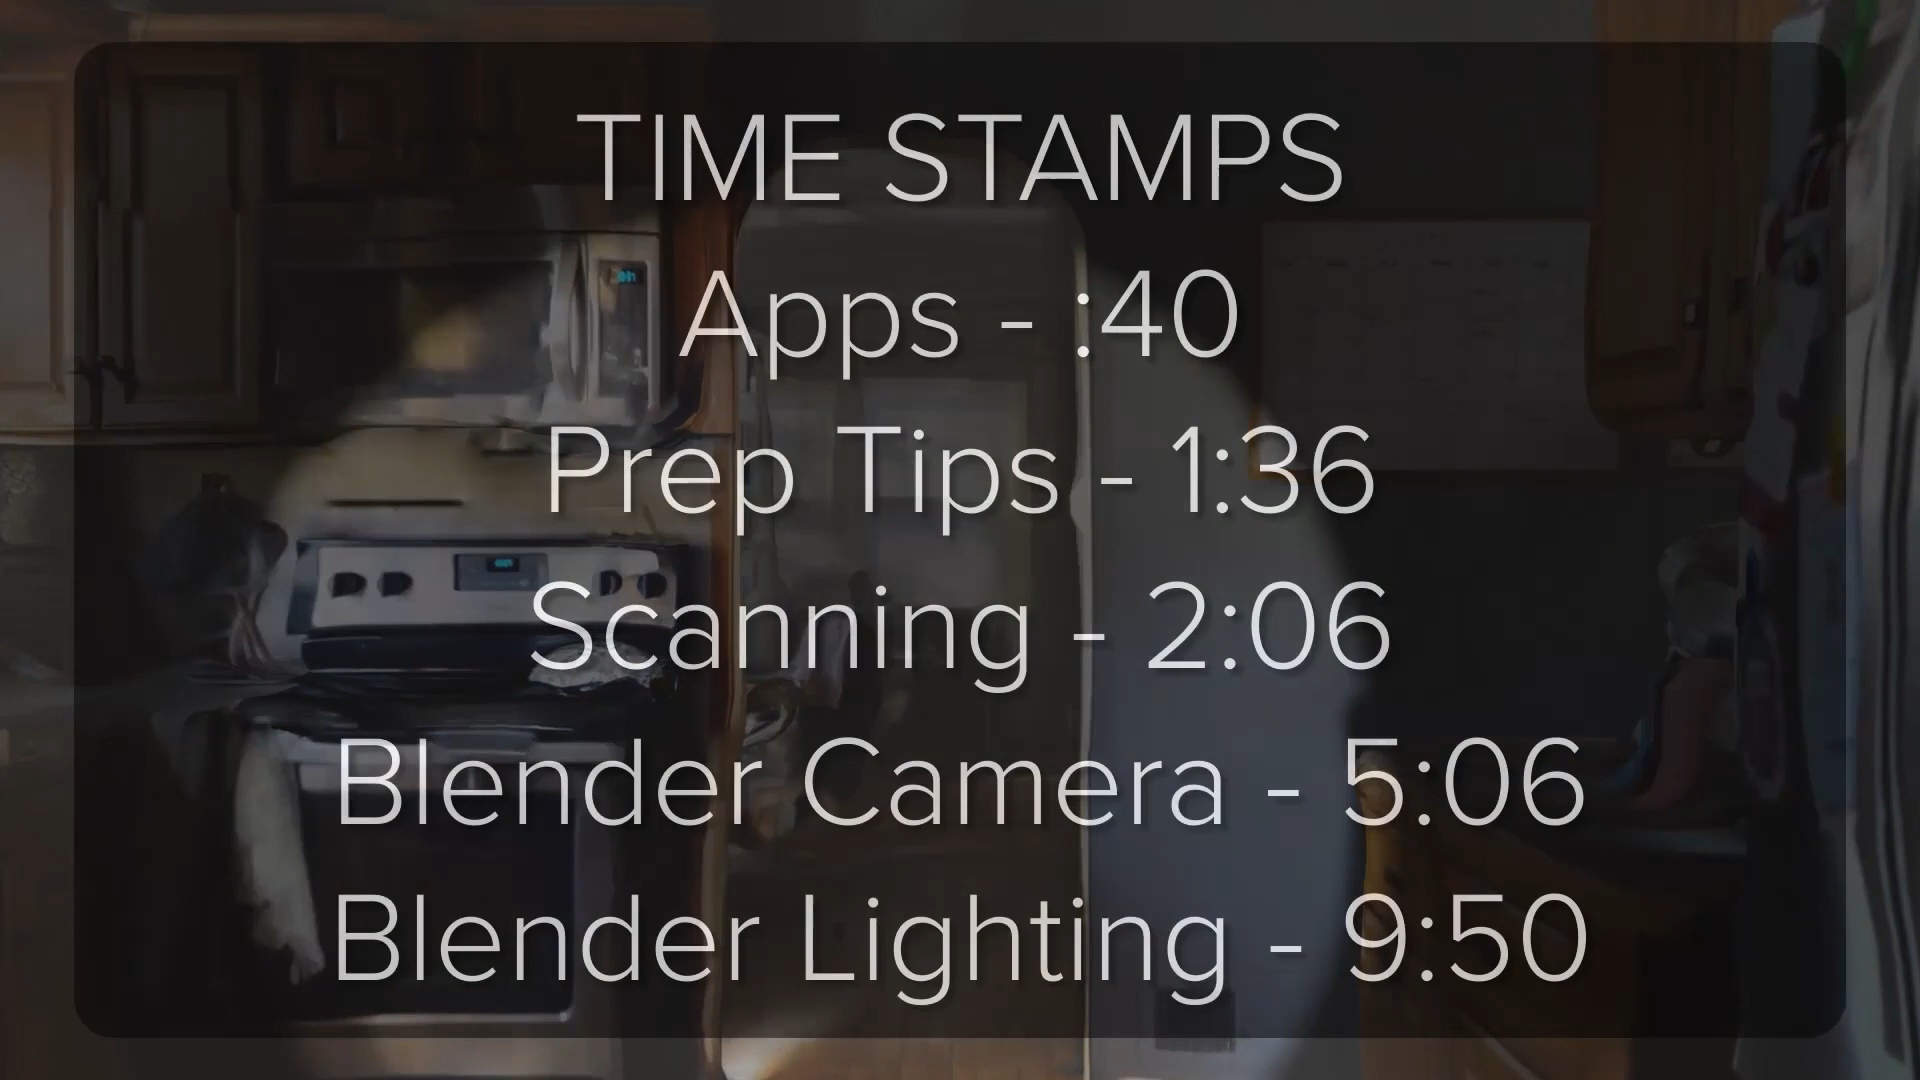 TIME STAMPS
Apps - :40
Prep Tips - 1:36
Scanning - 2:06
Blender Camera - 5:06
Blender Lighting - 9:50